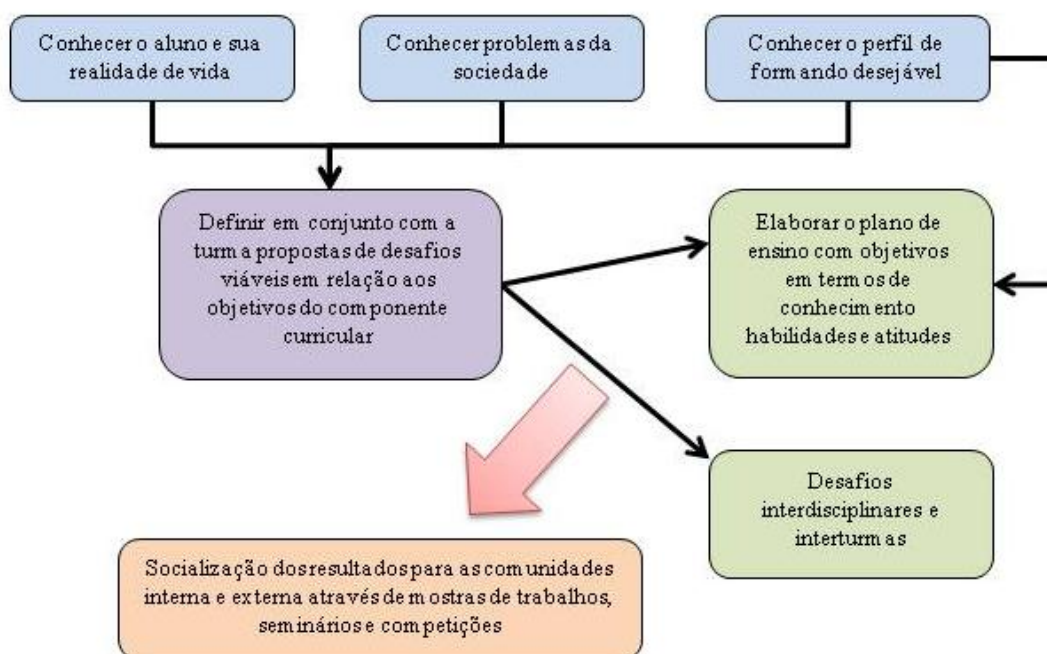 Conhecer o aluno e sua
realidade de vida
Conhecer problemas da
sociedade
Conhecer o perfil de
formando desejável
Definir em conjunto com a
turma propostas de desafios
viáveis em relação aos
objetivos do componente
curricular
Elaborar o plano de
ensino com objetivos
em termos de
conhecimento
habilidades e atitudes
Desafios
interdisciplinares e
interturmas
Socialização dos resultados para as comunidades
interna e externa através de mostras de trabalhos,
seminários e competições